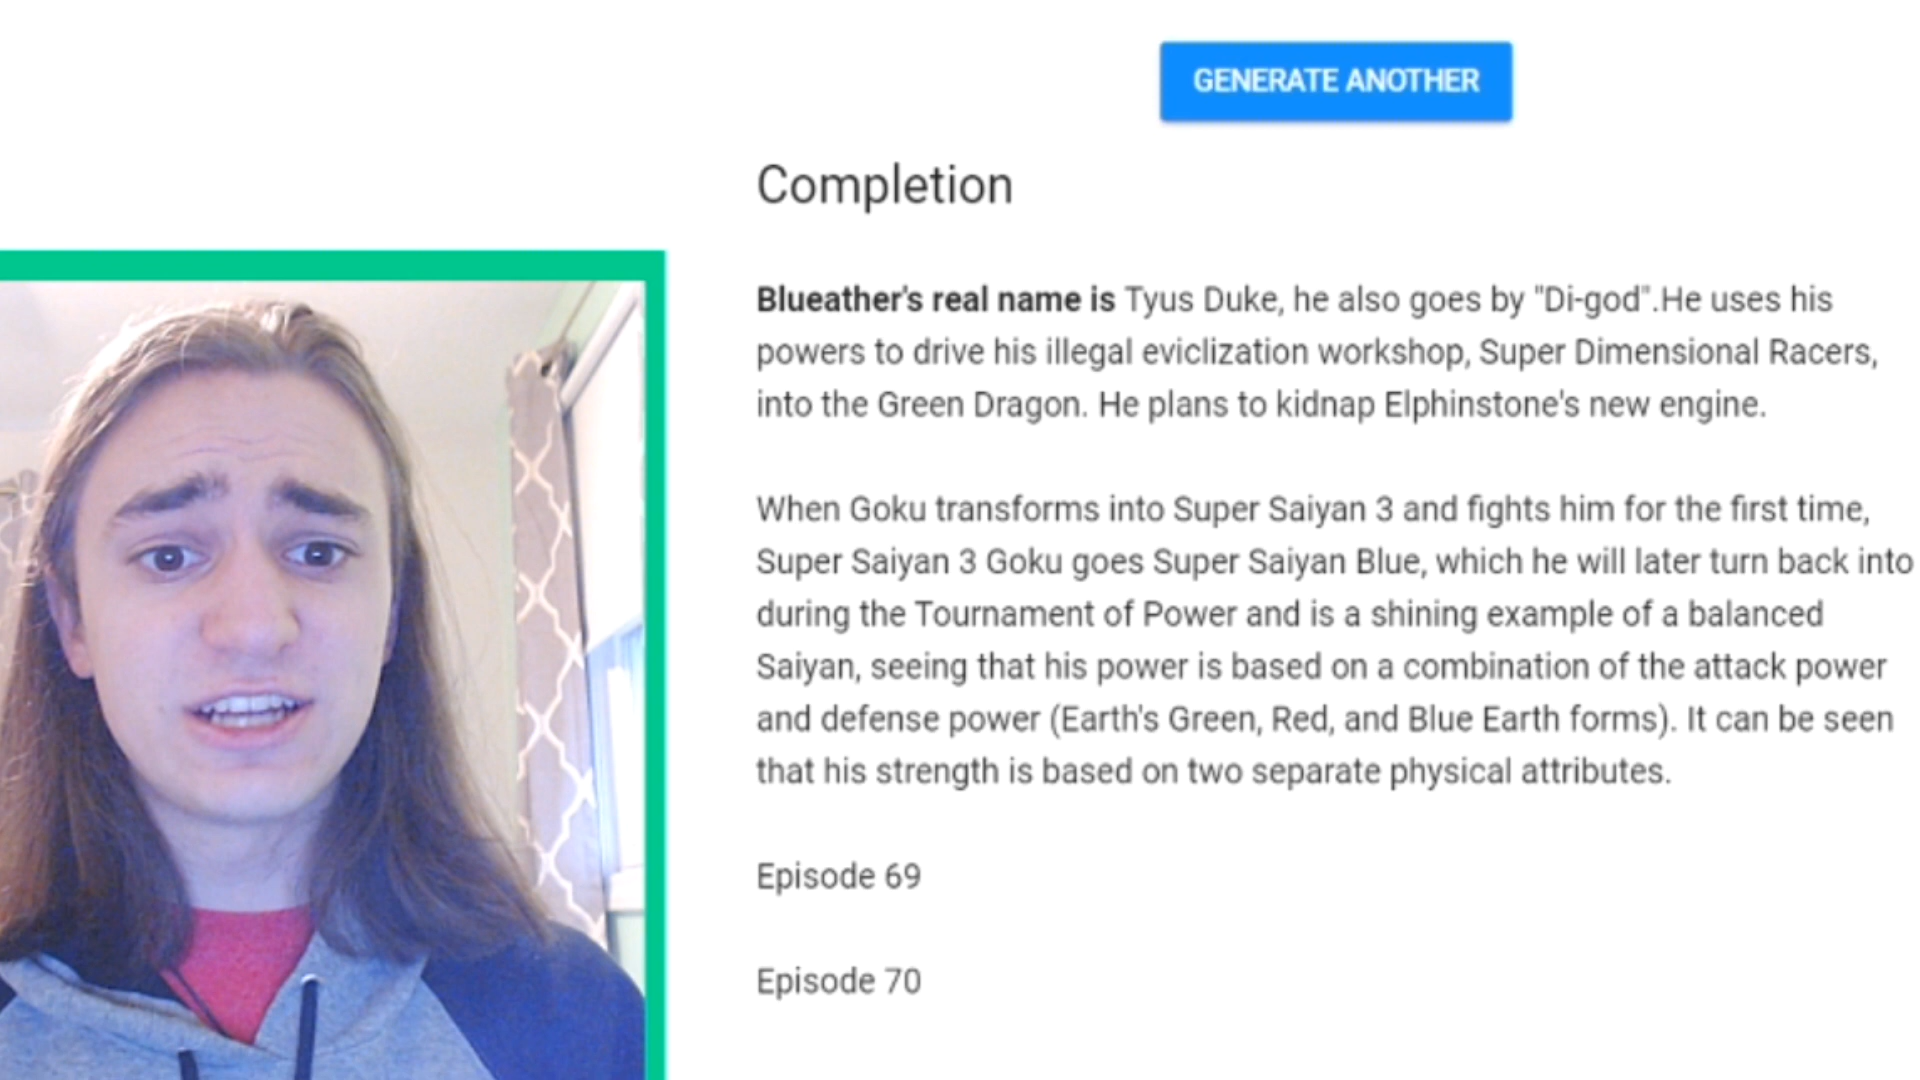 GENERATE ANOTHER
Completion
Blueather's real name is Tyus Duke, he also goes by "Di-god".He uses his
powers to drive his illegal eviclization workshop, Super Dimensional Racers,
into the Green Dragon. He plans to kidnap Elphinstone's new engine.
When Goku transforms into Super Saiyan 3 and fights him for the first time,
Super Saiyan 3 Goku goes Super Saiyan Blue, which he will later turn back into
during the Tournament of Power and is a shining example of a balanced
Saiyan, seeing that his power is based on a combination of the attack power
and defense power (Earth's Green, Red, and Blue Earth forms). It can be seen
that his strength is based on two separate physical attributes.
Episode 69
Episode 70